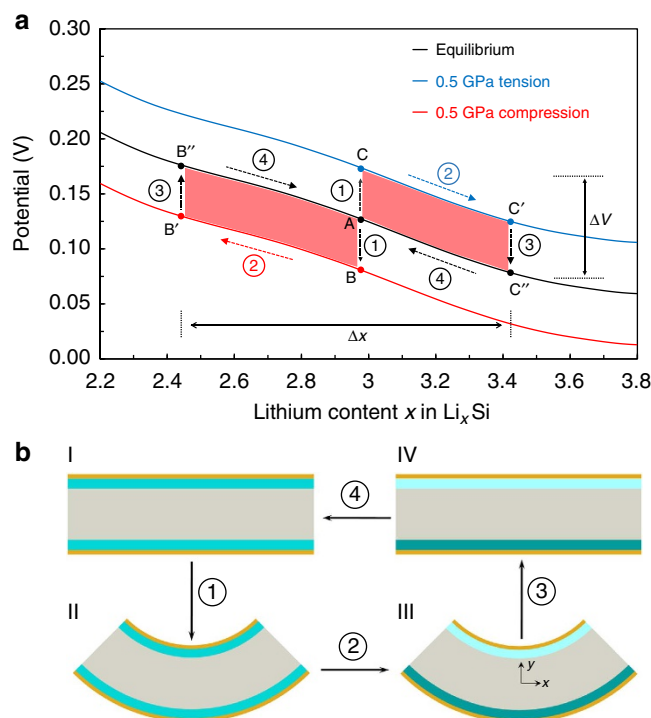 a
0.30
0.25
0.20
0.15
0.10
0.05
0.00
Potential (V)
Equilibrium
0.5 GPa tension
0.5 GPa compression
B″
④
C
②
③
①
C′
A
ΔV
B′
①
③
②
B
④
C″
Δx
2.2 2.4 2.6 2.8 3 3.2 3.4 3.6 3.8
Lithium content x in LixSi
b
I
IV
④
①
③
II
III
②
y
x